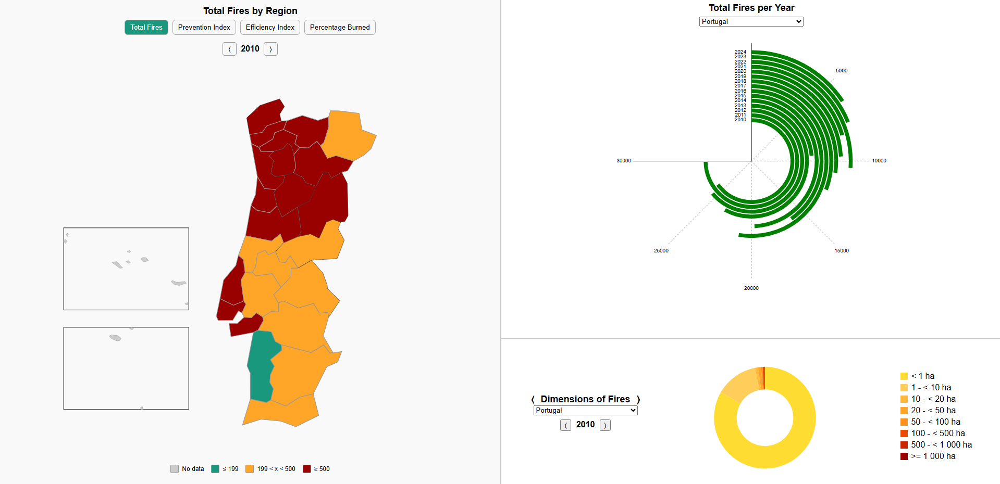 Total Fires by Region
Total Fires
Prevention Index
Efficiency Index
Percentage Burned
⟨ 2010 ⟩
No data
≤ 199
199 < x < 500
≥ 500
Total Fires per Year
Portugal
2024
2023
2022
2021
2020
2019
2018
2017
2016
2015
2014
2013
2012
2011
2010
5000
10000
15000
20000
25000
30000
⟨ Dimensions of Fires ⟩
Portugal
⟨ 2010 ⟩
< 1 ha
1 - < 10 ha
10 - < 20 ha
20 - < 50 ha
50 - < 100 ha
100 - < 500 ha
500 - < 1 000 ha
>= 1 000 ha